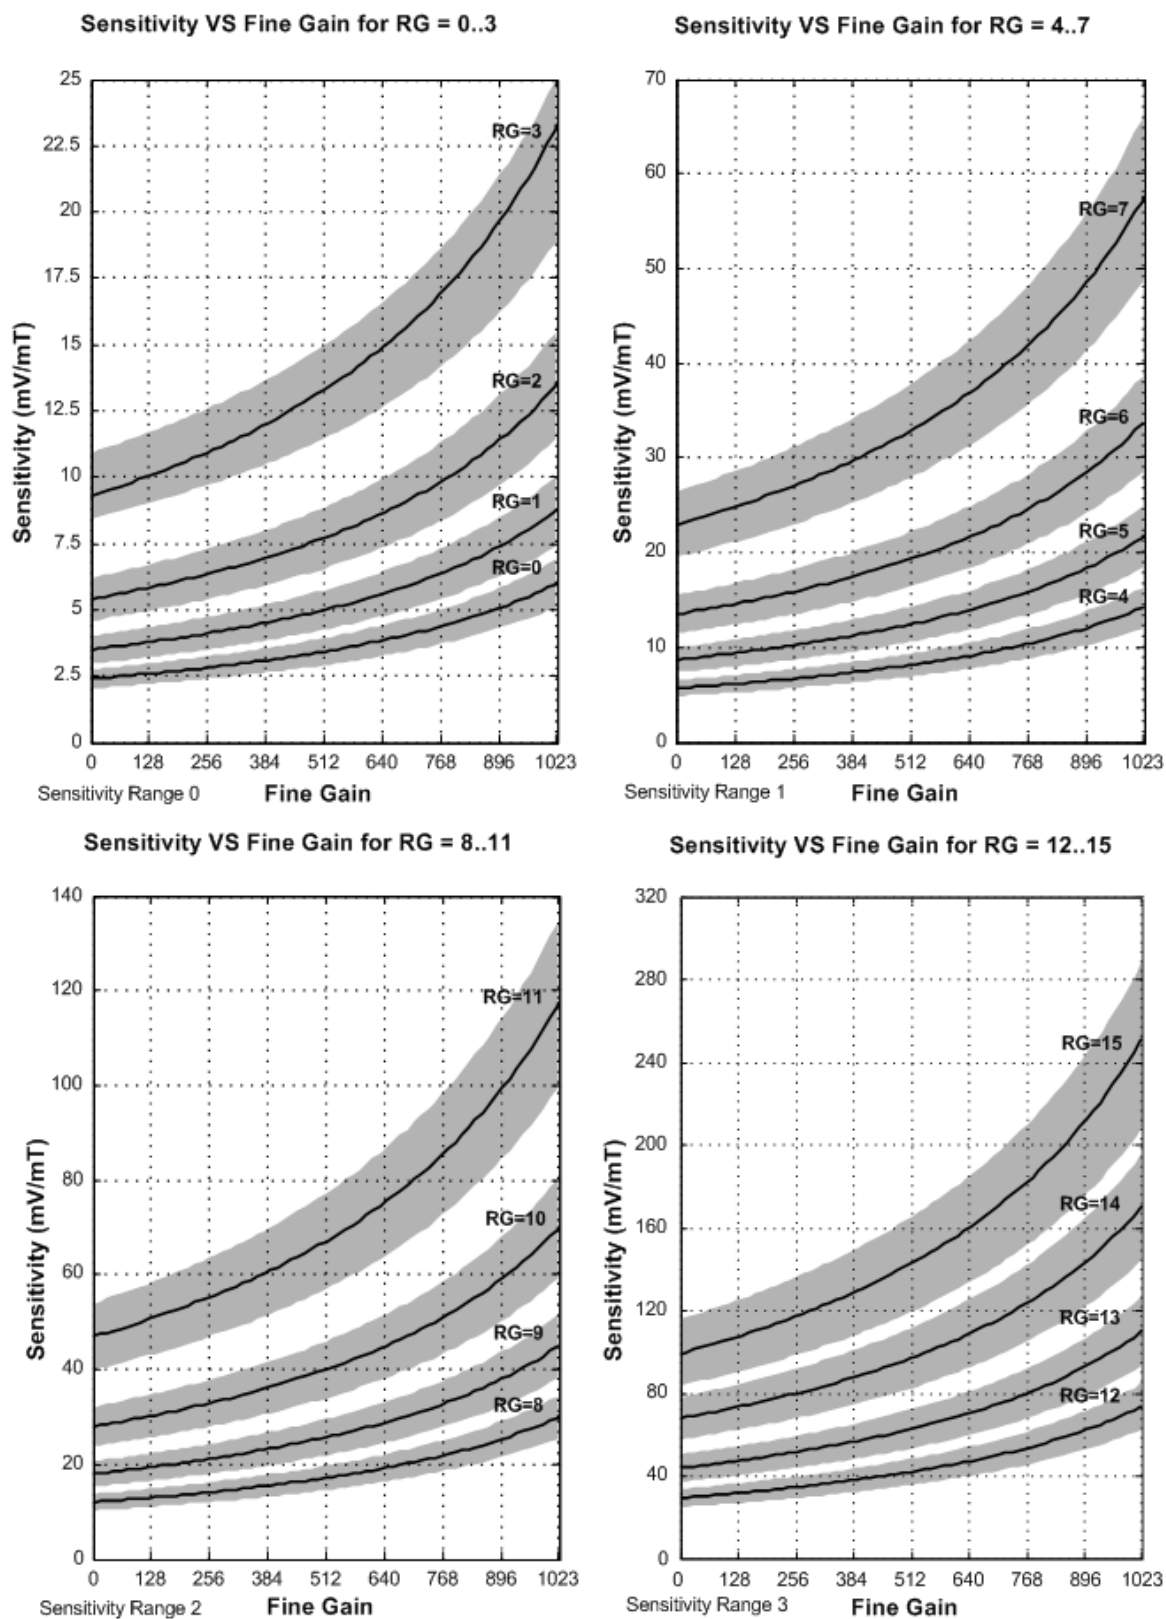 Sensitivity VS Fine Gain for RG = 0..3
25
22.5
20
17.5
15
12.5
10
7.5
5
2.5
0
Sensitivity (mV/mT)
RG=3
RG=2
RG=1
RG=0
0 128 256 384 512 640 768 896 1023
Sensitivity Range 0 Fine Gain
Sensitivity VS Fine Gain for RG = 4..7
70
60
50
40
30
20
10
0
Sensitivity (mV/mT)
RG=7
RG=6
RG=5
RG=4
0 128 256 384 512 640 768 896 1023
Sensitivity Range 1 Fine Gain
Sensitivity VS Fine Gain for RG = 8..11
140
120
100
80
60
40
20
0
Sensitivity (mV/mT)
RG=11
RG=10
RG=9
RG=8
0 128 256 384 512 640 768 896 1023
Sensitivity Range 2 Fine Gain
Sensitivity VS Fine Gain for RG = 12..15
320
280
240
200
160
120
80
40
0
Sensitivity (mV/mT)
RG=15
RG=14
RG=13
RG=12
0 128 256 384 512 640 768 896 1023
Sensitivity Range 3 Fine Gain